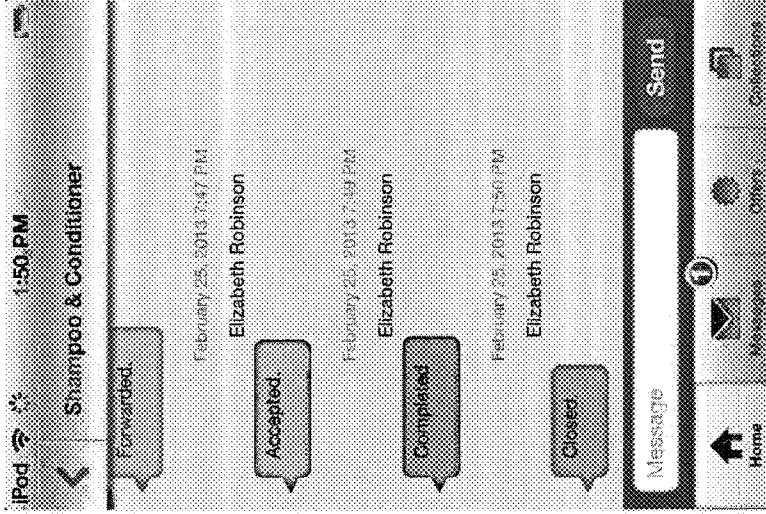 iPod 1:50 PM
Shampoo & Conditioner
Forwarded.
February 25, 2013 7:47 PM
Elizabeth Robinson
Accepted.
February 25, 2013 7:49 PM
Elizabeth Robinson
Completed.
February 25, 2013 7:50 PM
Elizabeth Robinson
Closed.
Message Send
1
Home Messages Offers Collections